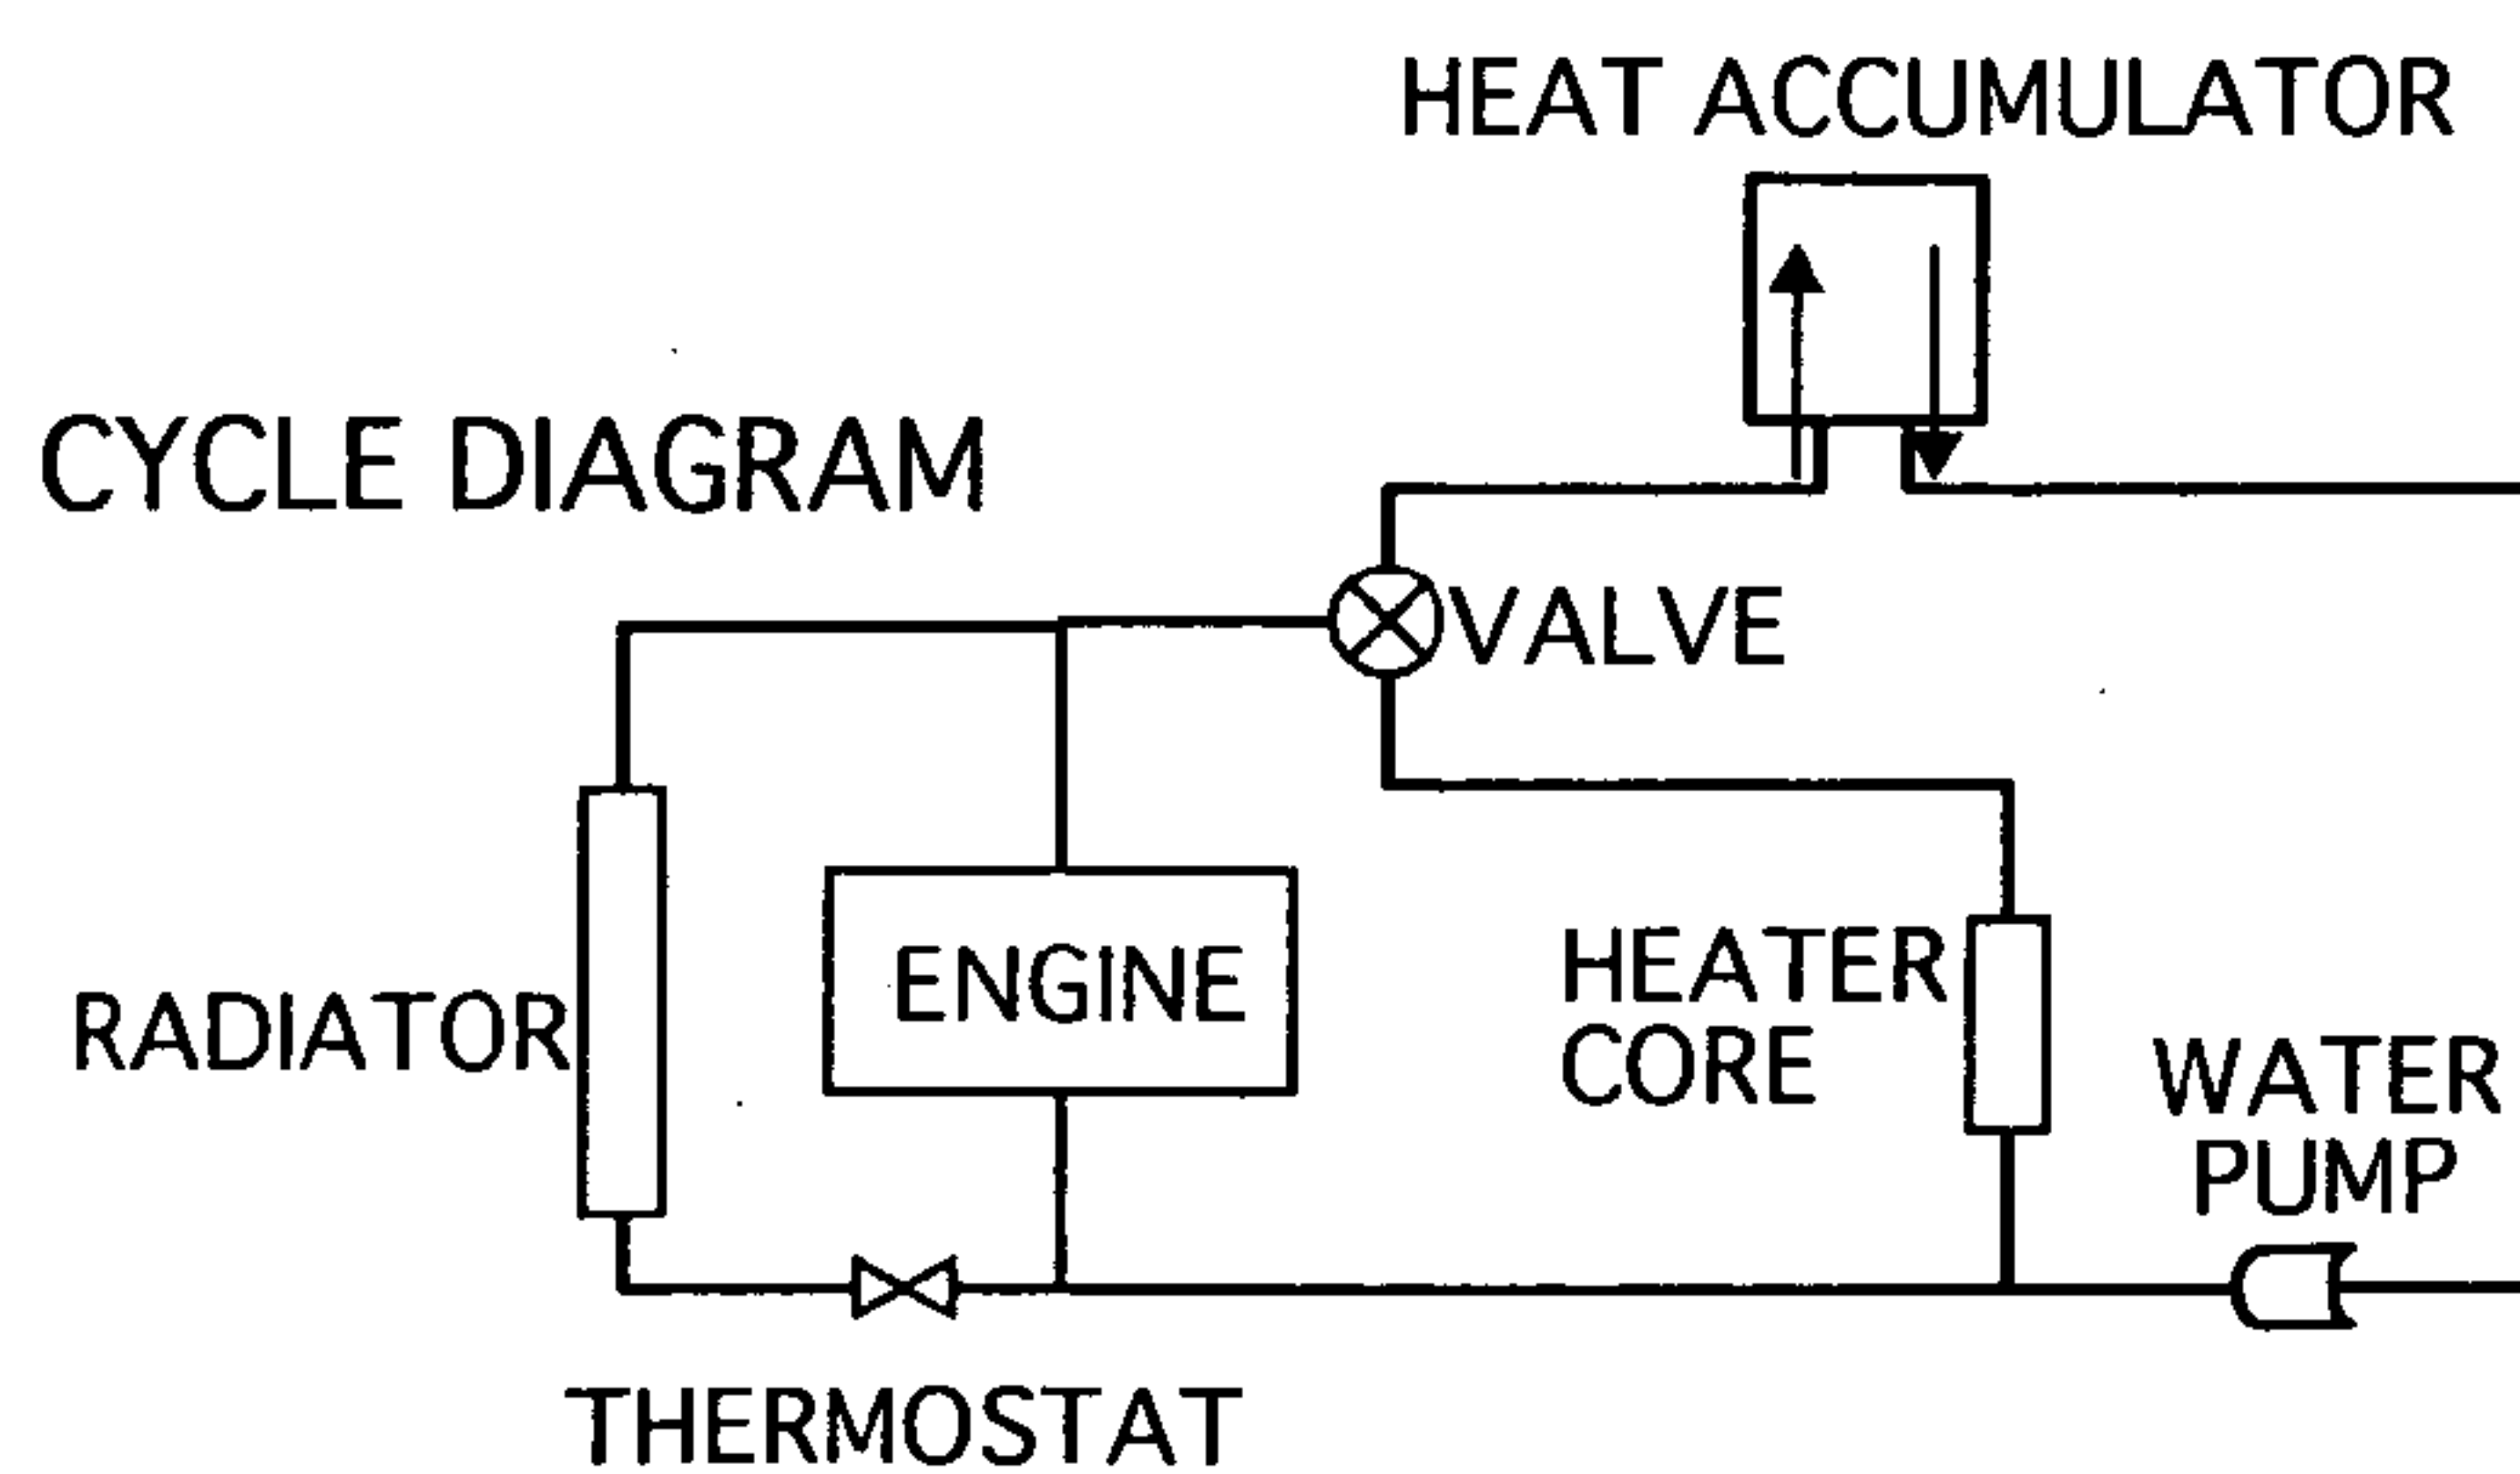 HEAT ACCUMULATOR
CYCLE DIAGRAM
VALVE
RADIATOR
ENGINE
HEATER
CORE
WATER
PUMP
THERMOSTAT